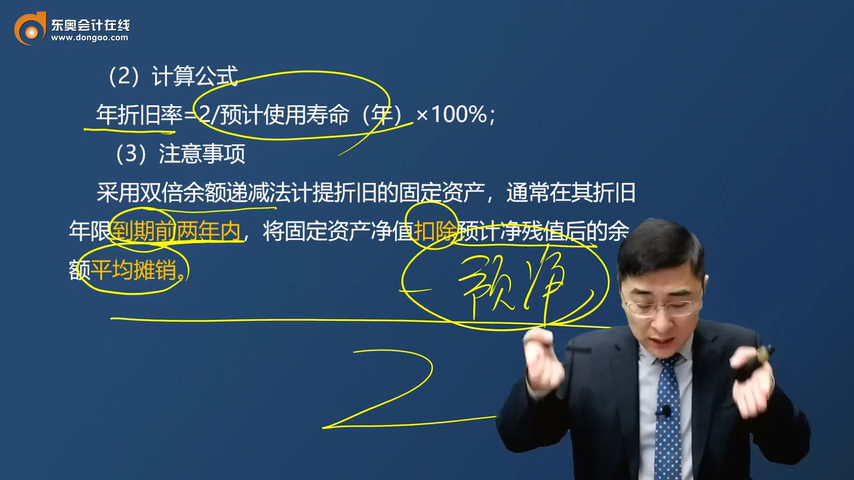 东奥会计在线
www.dongao.com
（2）计算公式
年折旧率=2/预计使用寿命（年）×100%；
（3）注意事项
采用双倍余额递减法计提折旧的固定资产，通常在其折旧
年限到期前两年内，将固定资产净值扣除预计净残值后的余
额平均摊销。
- 预净
2